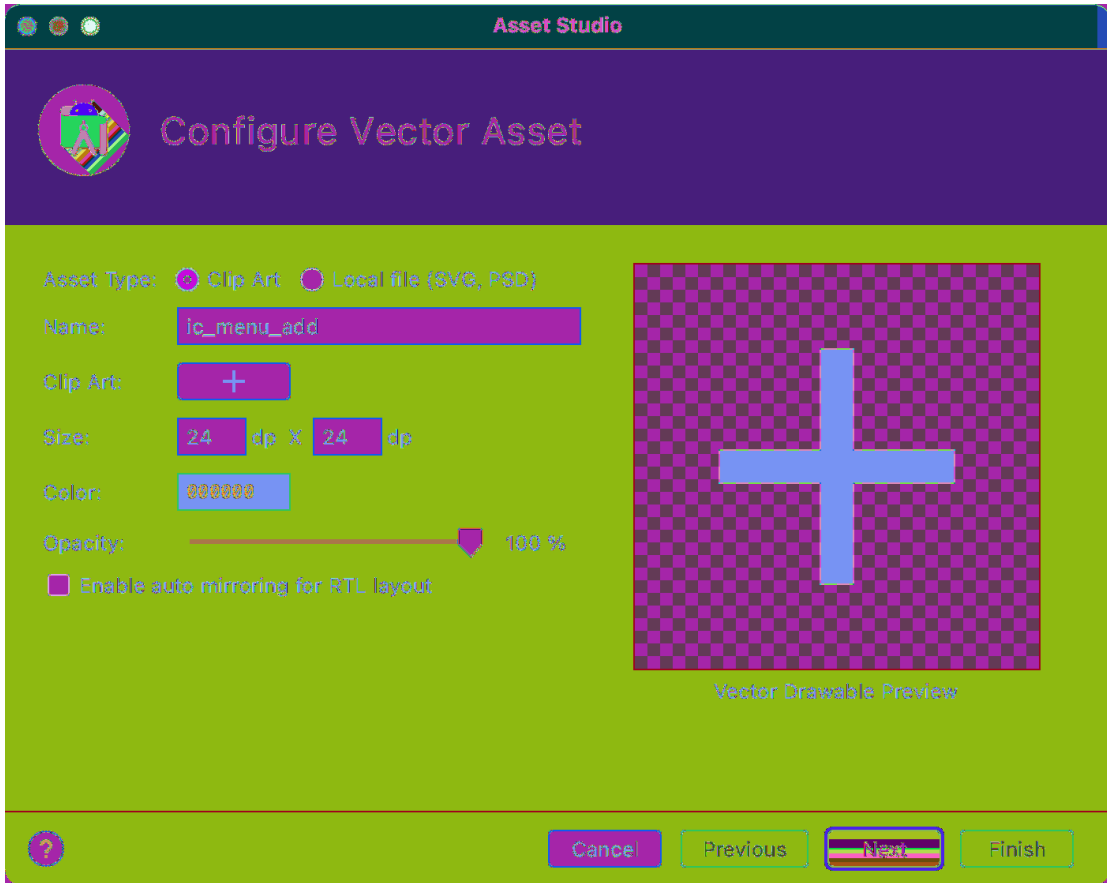 Asset Studio
Configure Vector Asset
Asset Type: Clip Art Local file (SVG, PSD)
Name: ic_menu_add
Clip Art:
Size: 24 dp X 24 dp
Color: 000000
Opacity: 100 %
Enable auto mirroring for RTL layout
Vector Drawable Preview
? Cancel Previous Next Finish